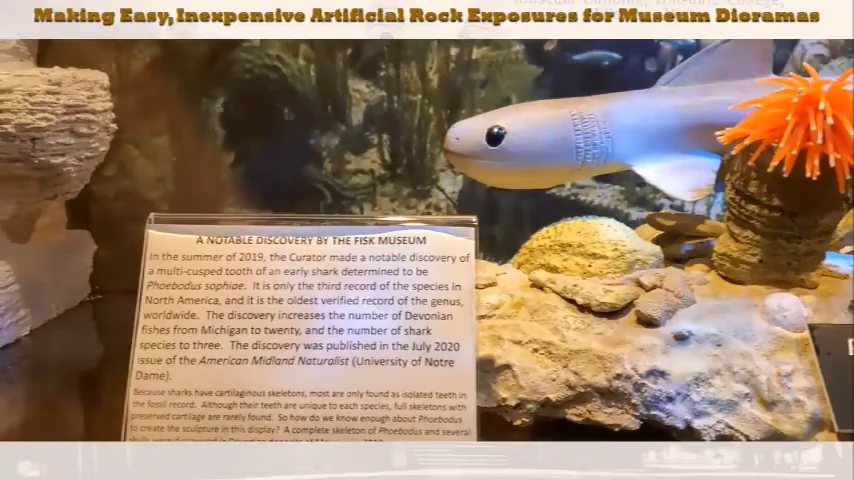 Making Easy, Inexpensive Artificial Rock Exposures for Museum Dioramas
A NOTABLE DISCOVERY BY THE FISK MUSEUM
In the summer of 2019, the Curator made a notable discovery of
a multi-cusped tooth of an early shark determined to be
Phoebodus sophiae. It is only the third record of the species in
North America, and it is the oldest verified record of the genus,
worldwide. The discovery increases the number of Devonian
fishes from Michigan to twenty, and the number of shark
species to three. The discovery was published in the July 2020
issue of the American Midland Naturalist (University of Notre
Dame).
Because sharks have cartilaginous skeletons, most are only found as isolated teeth in
the fossil record. Although their teeth are unique to each species, full skeletons with
preserved cartilage are rarely found. So how do we know enough about Phoebodus
to create the sculpture in this display? A complete skeleton of Phoebodus and several